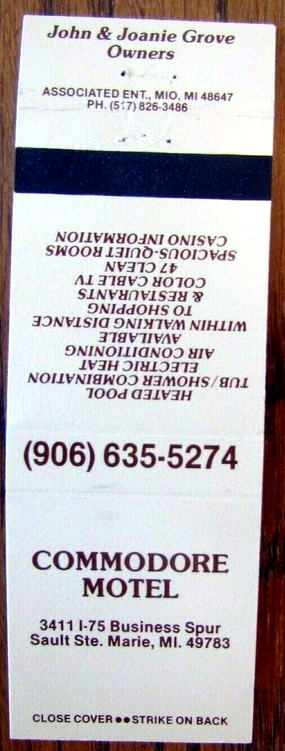 John & Joanie Grove
Owners
ASSOCIATED ENT., MIO, MI 48647
PH. (517) 826-3486
HEATED POOL
TUB/SHOWER COMBINATION
ELECTRIC HEAT
AIR CONDITIONING
AVAILABLE
WITHIN WALKING DISTANCE
TO SHOPPING
& RESTAURANTS
COLOR CABLE TV
47 CLEAN
SPACIOUS-QUIET ROOMS
CASINO INFORMATION
(906) 635-5274
COMMODORE
MOTEL
3411 I-75 Business Spur
Sault Ste. Marie, MI. 49783
CLOSE COVER●●STRIKE ON BACK